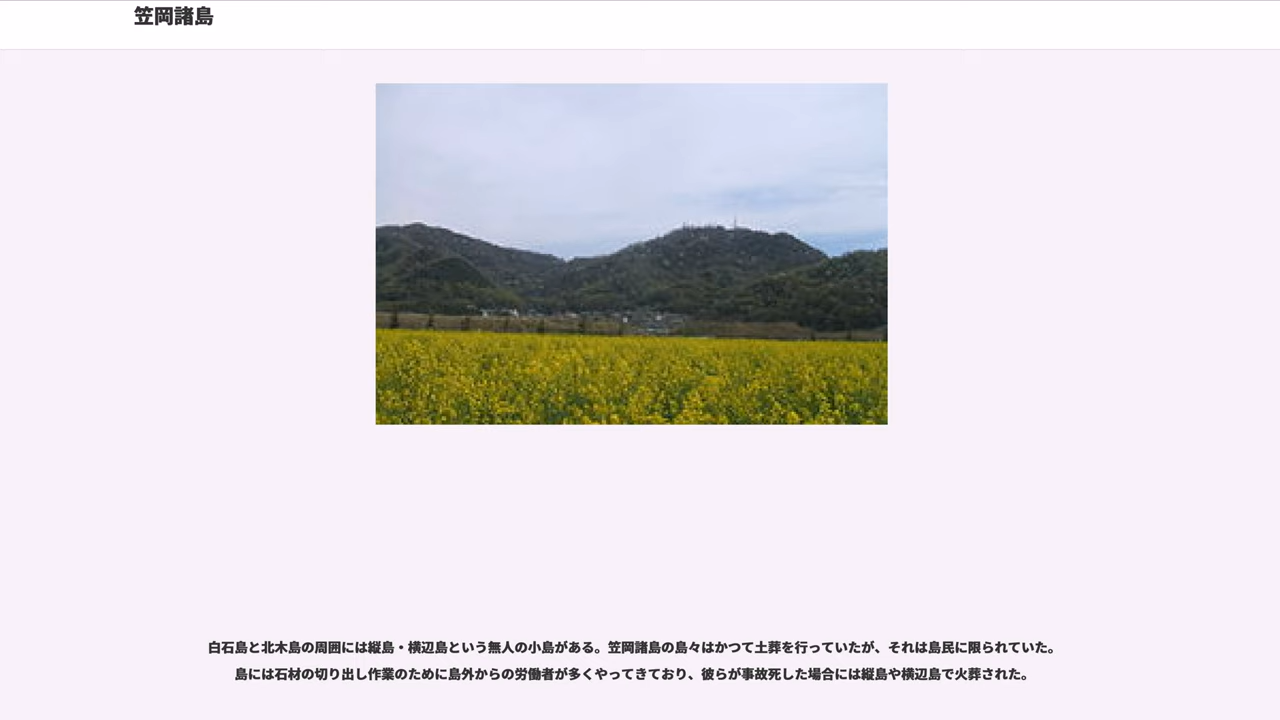 笠岡諸島
白石島と北木島の周囲には縦島・横辺島という無人の小島がある。笠岡諸島の島々はかつて土葬を行っていたが、それは島民に限られていた。
島には石材の切り出し作業のために島外からの労働者が多くやってきており、彼らが事故死した場合には縦島や横辺島で火葬された。